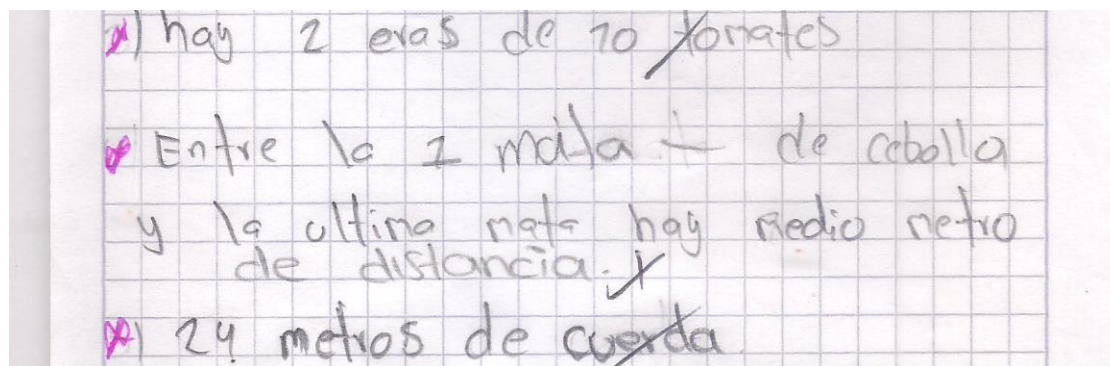 hay 2 eras de 10 tomates
Entre la 1 mata - de cebolla
y la ultima mata hay medio metro
de distancia.
24 metros de cuerda